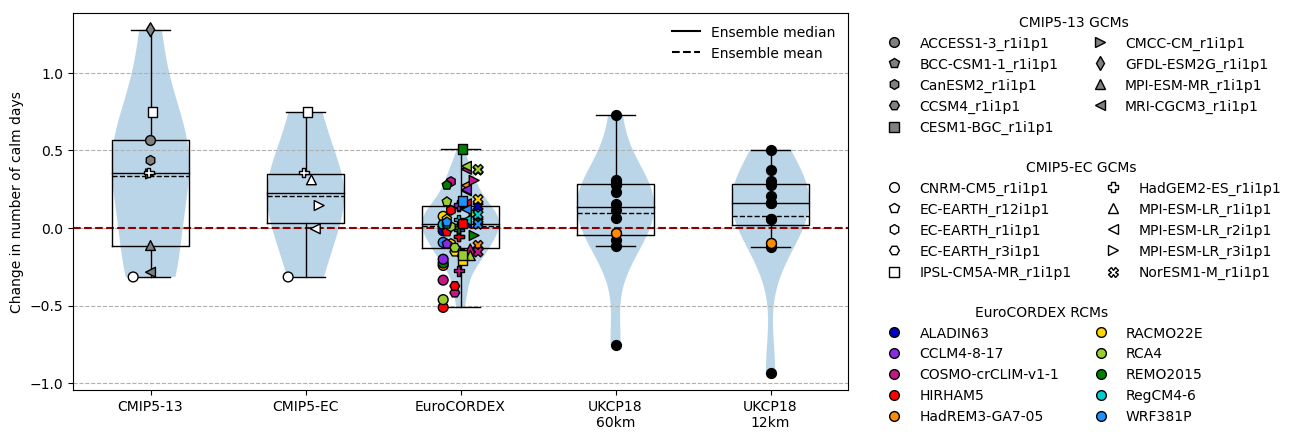 Change in number of calm days
1.0
0.5
0.0
−0.5
−1.0
Ensemble median
Ensemble mean
CMIP5-13
CMIP5-EC
EuroCORDEX
UKCP18
60km
UKCP18
12km
CMIP5-13 GCMs
ACCESS1-3_r1i1p1
BCC-CSM1-1_r1i1p1
CanESM2_r1i1p1
CCSM4_r1i1p1
CESM1-BGC_r1i1p1
CMCC-CM_r1i1p1
GFDL-ESM2G_r1i1p1
MPI-ESM-MR_r1i1p1
MRI-CGCM3_r1i1p1
CMIP5-EC GCMs
CNRM-CM5_r1i1p1
EC-EARTH_r12i1p1
EC-EARTH_r1i1p1
EC-EARTH_r3i1p1
IPSL-CM5A-MR_r1i1p1
HadGEM2-ES_r1i1p1
MPI-ESM-LR_r1i1p1
MPI-ESM-LR_r2i1p1
MPI-ESM-LR_r3i1p1
NorESM1-M_r1i1p1
EuroCORDEX RCMs
ALADIN63
CCLM4-8-17
COSMO-crCLIM-v1-1
HIRHAM5
HadREM3-GA7-05
RACMO22E
RCA4
REMO2015
RegCM4-6
WRF381P